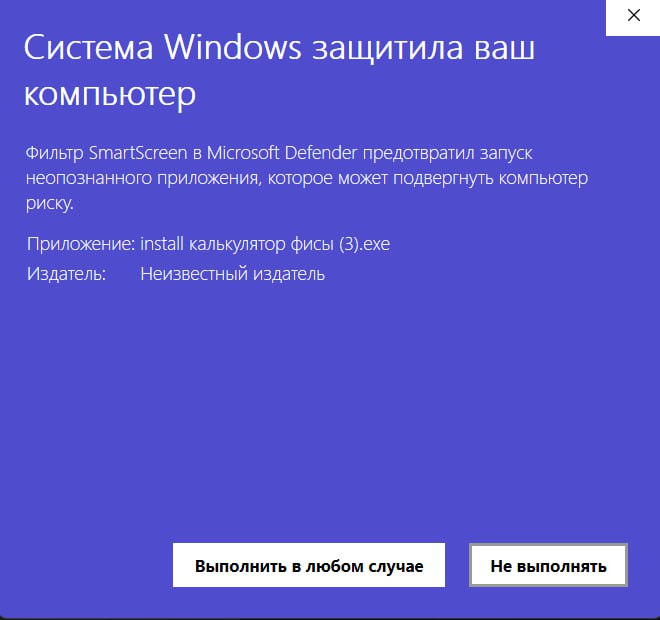 Система Windows защитила ваш
компьютер
Фильтр SmartScreen в Microsoft Defender предотвратил запуск
неопознанного приложения, которое может подвергнуть компьютер
риску.
Приложение: install калькулятор фисы (3).exe
Издатель: Неизвестный издатель
Выполнить в любом случае Не выполнять